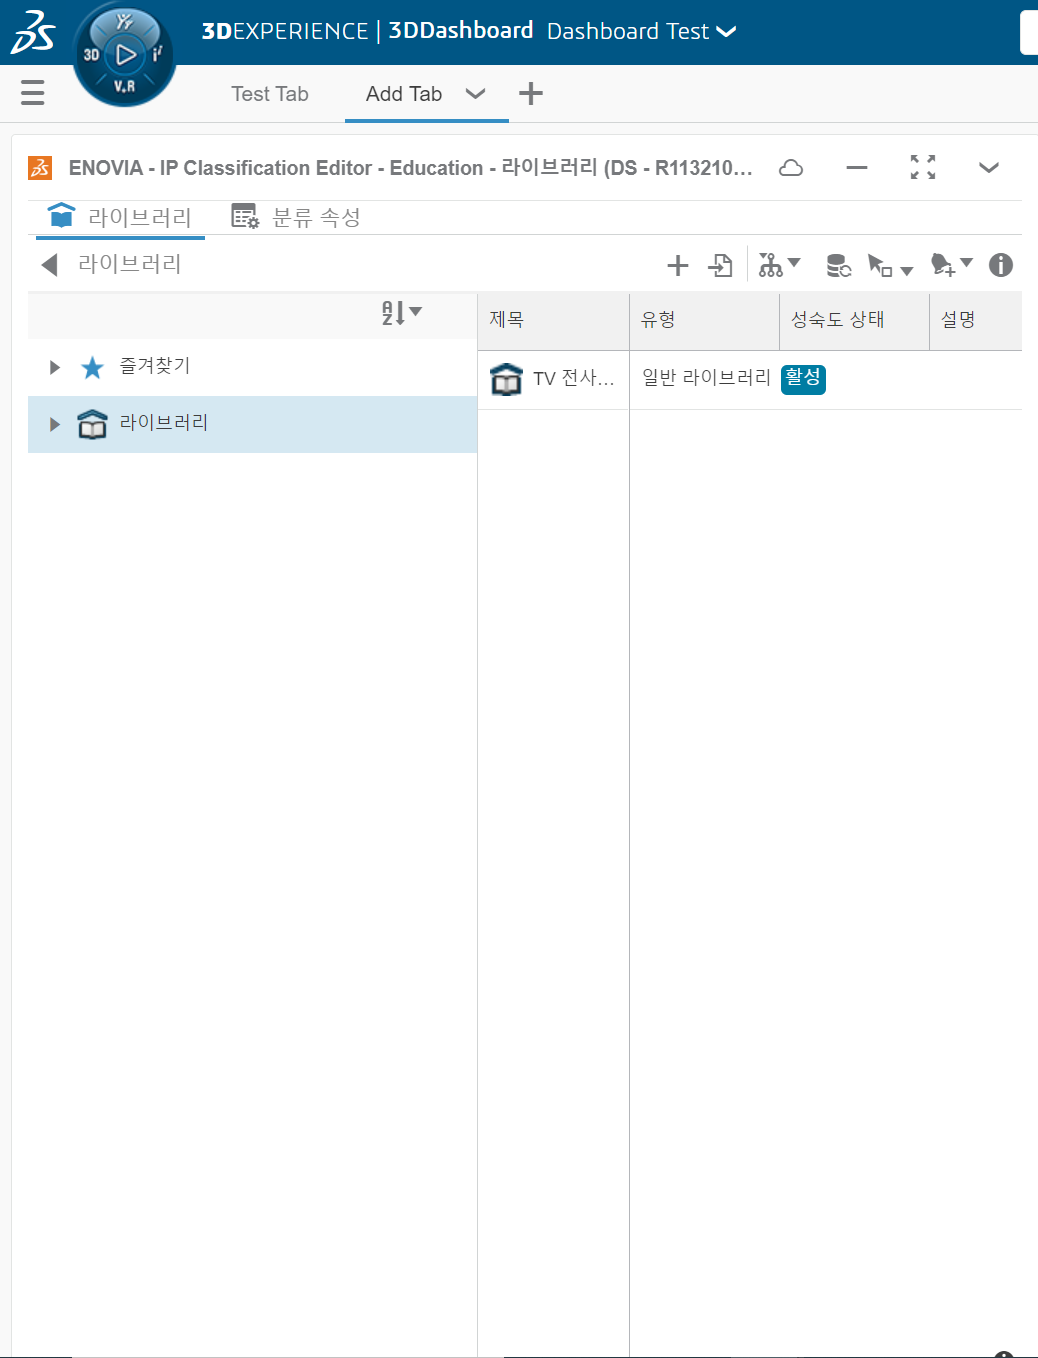 3DEXPERIENCE | 3DDashboard Dashboard Test
3D
V.R
Test Tab
Add Tab
ENOVIA - IP Classification Editor - Education - 라이브러리 (DS - R113210...
라이브러리
분류 속성
라이브러리
제목
유형
성숙도 상태
설명
즐겨찾기
라이브러리
TV 전사...
일반 라이브러리
활성